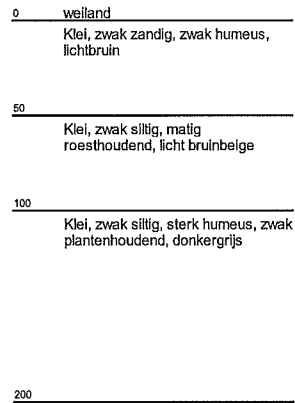 0 weiland
Klei, zwak zandig, zwak humeus,
lichtbruin
50
Klei, zwak siltig, matig
roesthoudend, licht bruinbeige
100
Klei, zwak siltig, sterk humeus, zwak
plantenhoudend, donkergrijs
200